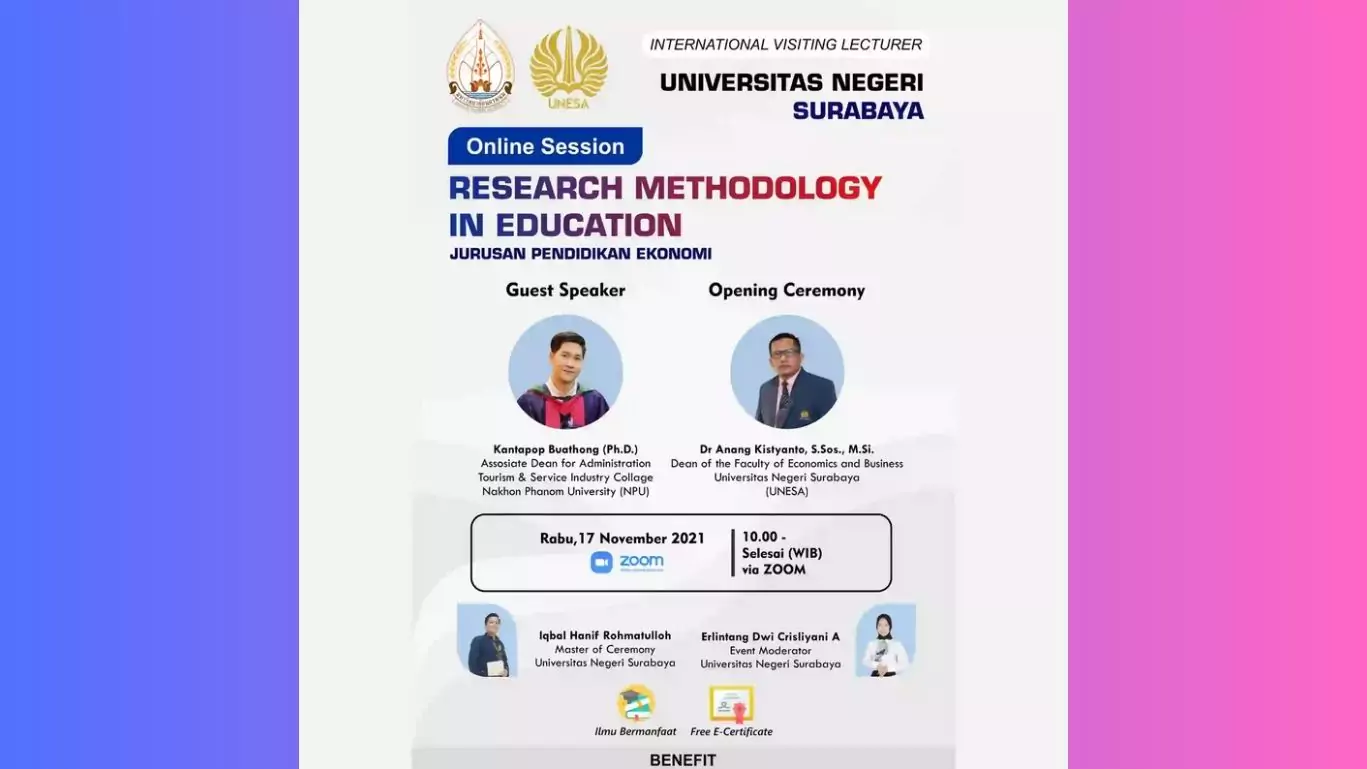 INTERNATIONAL VISITING LECTURER
UNIVERSITAS NEGERI
SURABAYA
UNESA
Online Session
RESEARCH METHODOLOGY
IN EDUCATION
JURUSAN PENDIDIKAN EKONOMI
Guest Speaker
Kantapop Buathong (Ph.D.)
Assosiate Dean for Administration
Tourism & Service Industry Collage
Nakhon Phanom University (NPU)
Opening Ceremony
Dr Anang Kistyanto, S.Sos., M.Si.
Dean of the Faculty of Economics and Business
Universitas Negeri Surabaya
(UNESA)
Rabu,17 November 2021
zoom
10.00 -
Selesai (WIB)
via ZOOM
Iqbal Hanif Rohmatulloh
Master of Ceremony
Universitas Negeri Surabaya
Erlintang Dwi Crisliyani A
Event Moderator
Universitas Negeri Surabaya
Ilmu Bermanfaat
Free E-Certificate
BENEFIT